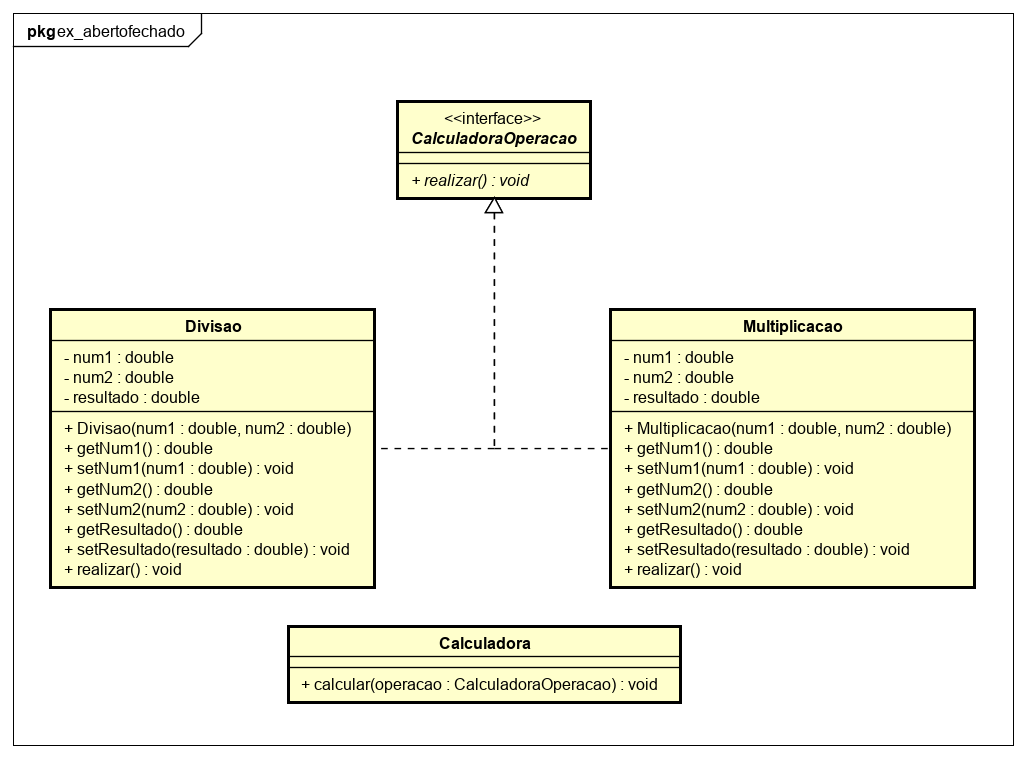 pkg ex_abertofechado
<<interface>>
CalculadoraOperacao
+ realizar() : void
Divisao
- num1 : double
- num2 : double
- resultado : double
+ Divisao(num1 : double, num2 : double)
+ getNum1() : double
+ setNum1(num1 : double) : void
+ getNum2() : double
+ setNum2(num2 : double) : void
+ getResultado() : double
+ setResultado(resultado : double) : void
+ realizar() : void
Multiplicacao
- num1 : double
- num2 : double
- resultado : double
+ Multiplicacao(num1 : double, num2 : double)
+ getNum1() : double
+ setNum1(num1 : double) : void
+ getNum2() : double
+ setNum2(num2 : double) : void
+ getResultado() : double
+ setResultado(resultado : double) : void
+ realizar() : void
Calculadora
+ calcular(operacao : CalculadoraOperacao) : void